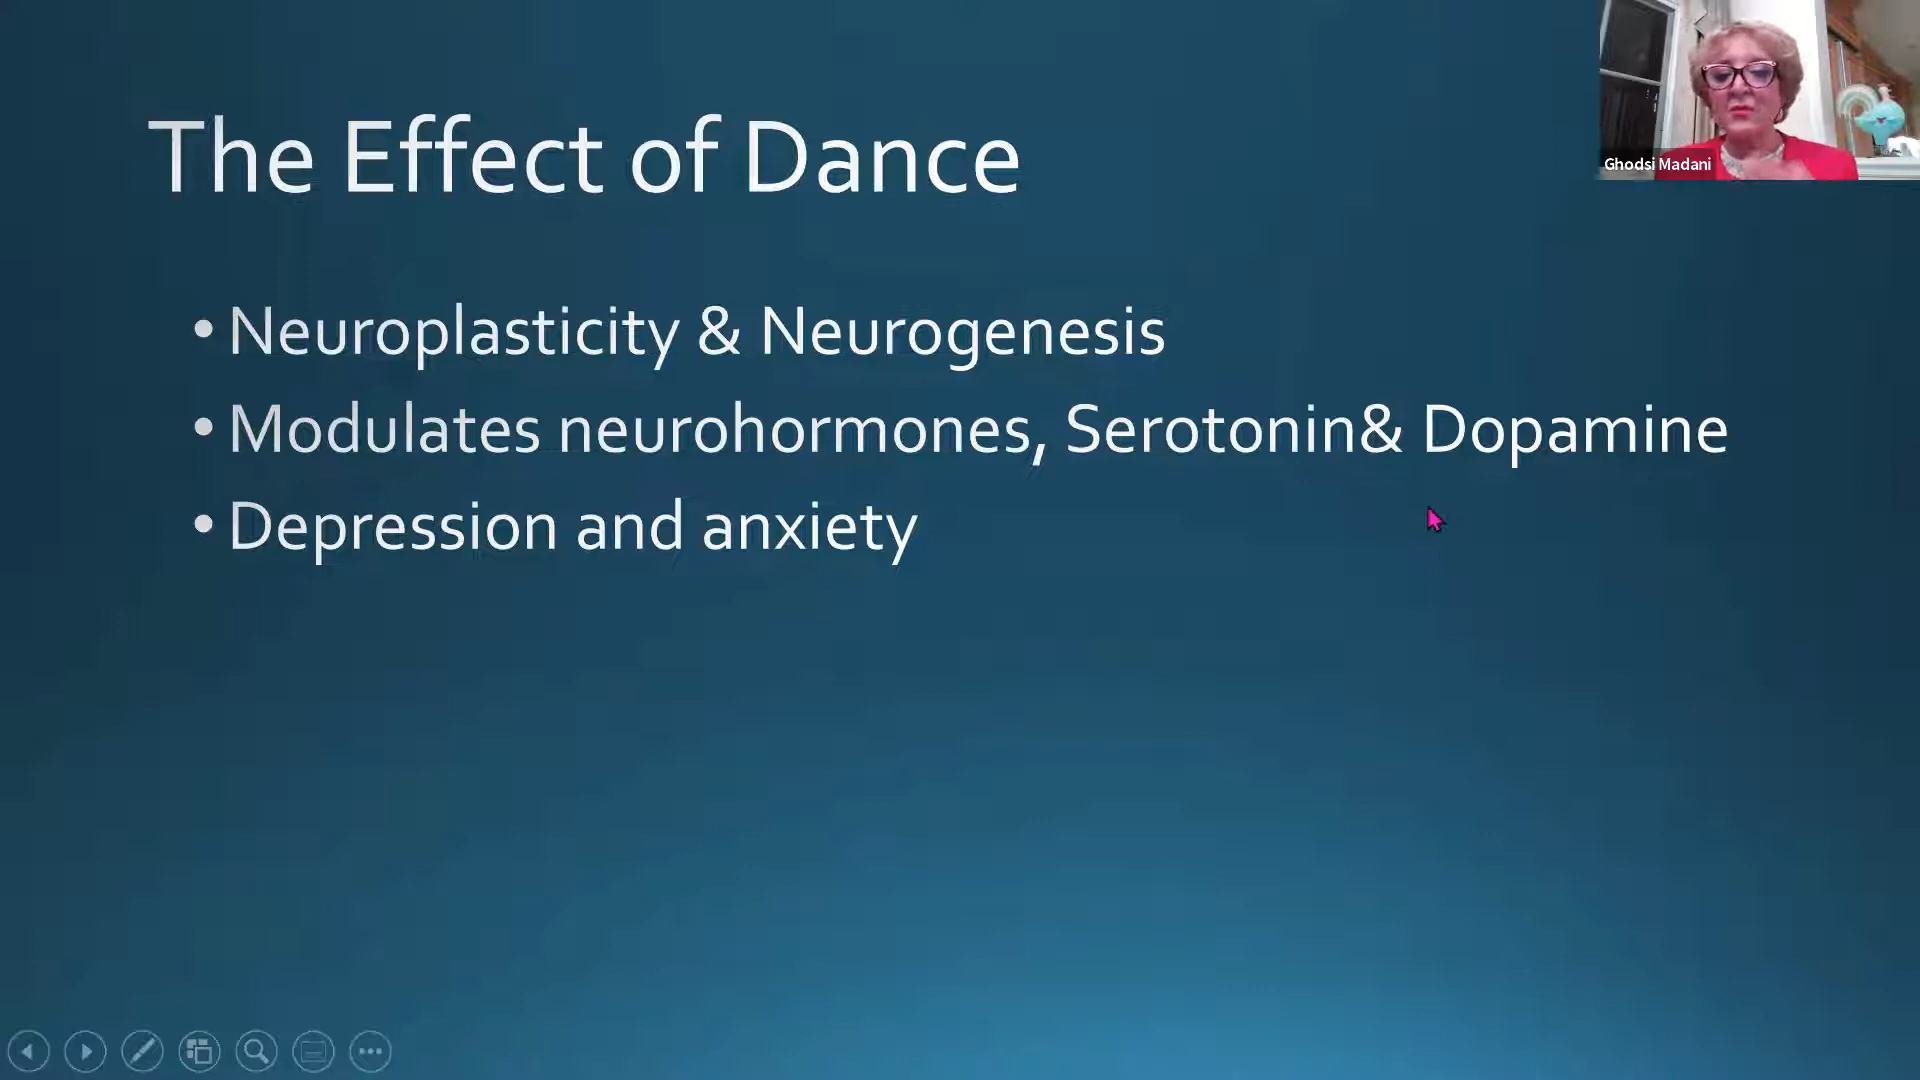 Ghodsi Madani
The Effect of Dance
• Neuroplasticity & Neurogenesis
• Modulates neurohormones, Serotonin& Dopamine
• Depression and anxiety